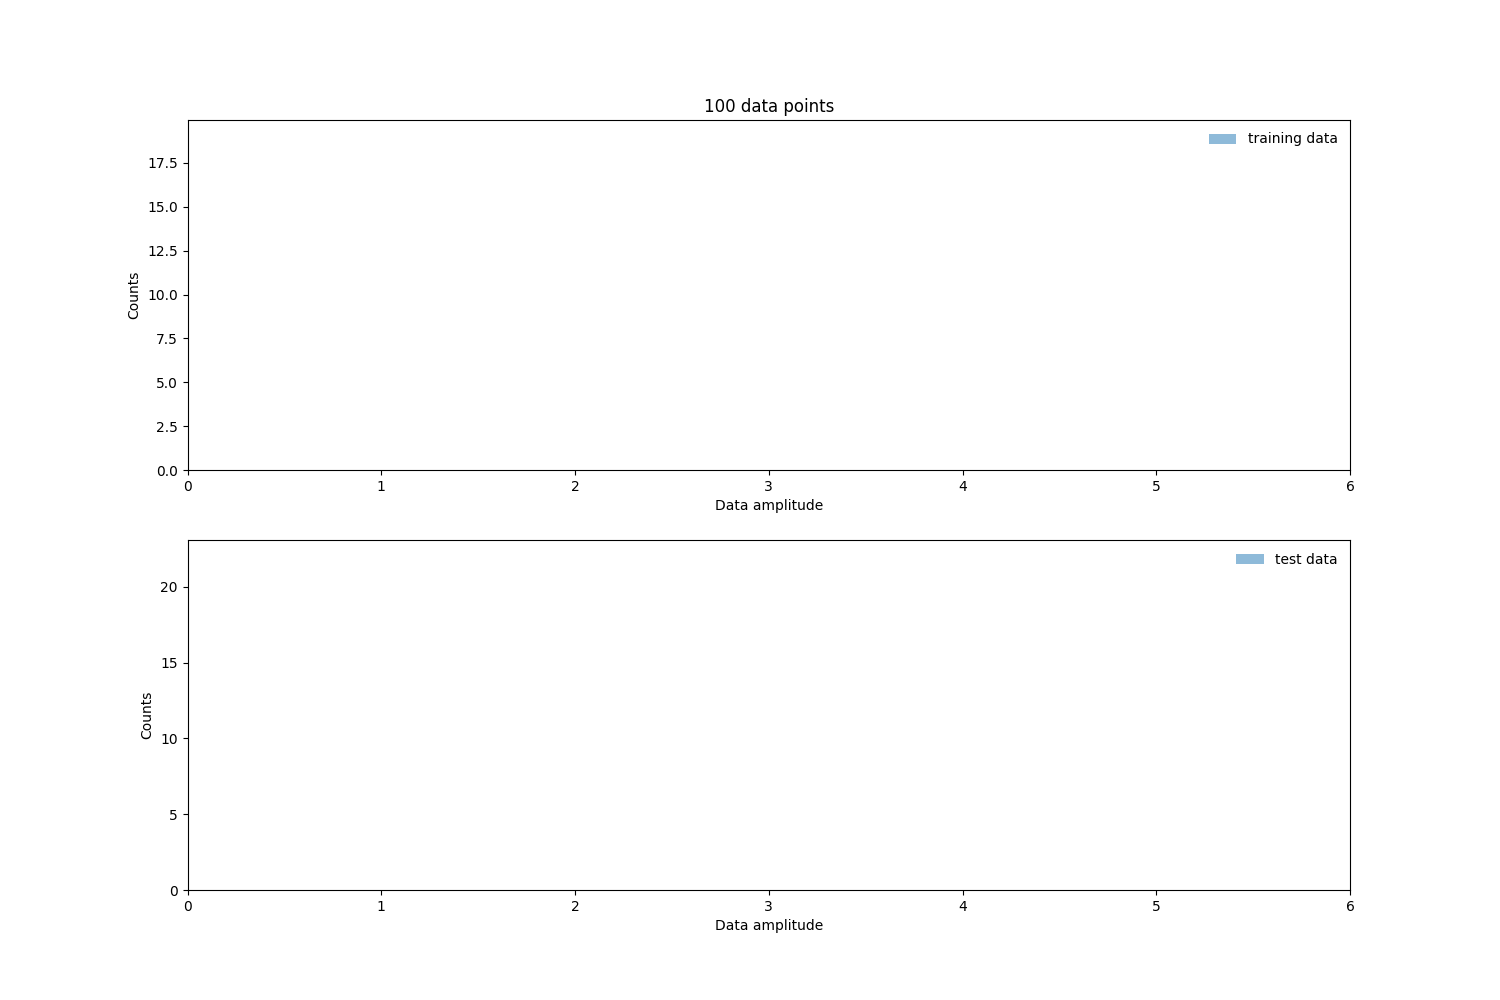 100 data points
training data
17.5
15.0
12.5
10.0
7.5
5.0
2.5
0.0
Counts
0 1 2 3 4 5 6
Data amplitude
test data
20
15
10
5
0
Counts
0 1 2 3 4 5 6
Data amplitude